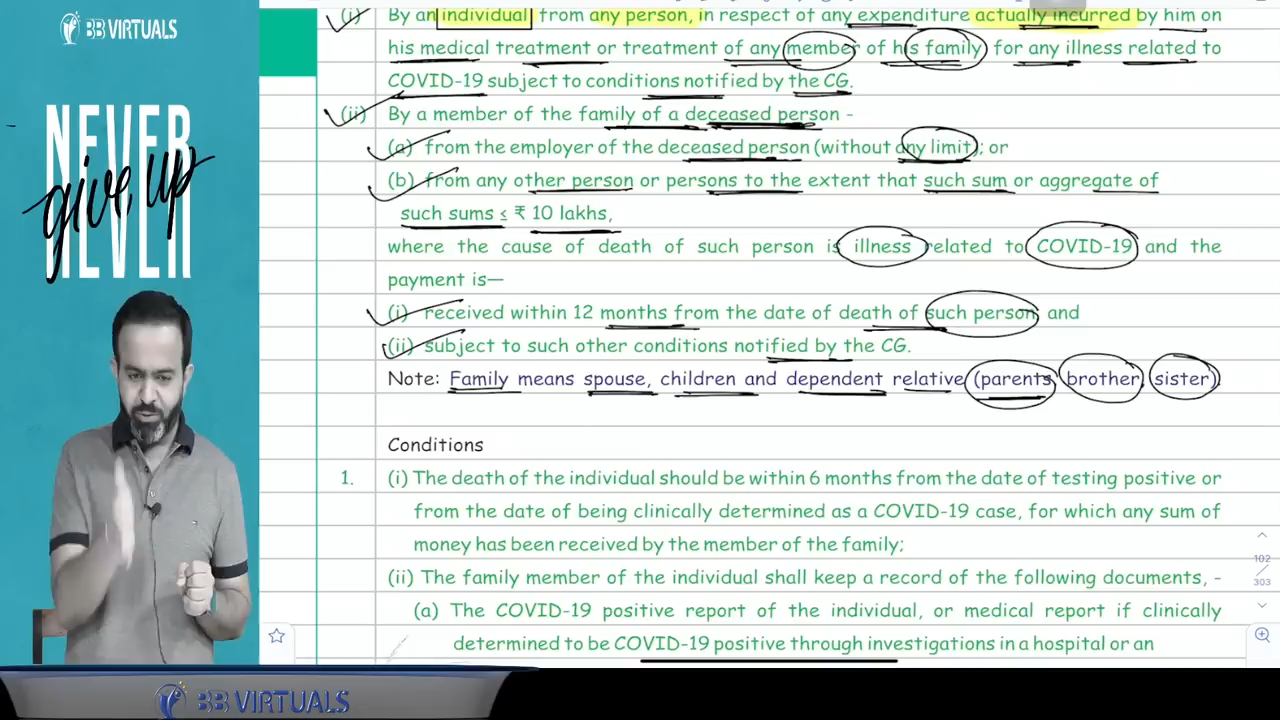 BB VIRTUALS
NEVER
give up
NEVER
(i) By an individual from any person, in respect of any expenditure actually incurred by him on
his medical treatment or treatment of any member of his family for any illness related to
COVID-19 subject to conditions notified by the CG.
(ii) By a member of the family of a deceased person -
(a) from the employer of the deceased person (without any limit); or
(b) from any other person or persons to the extent that such sum or aggregate of
such sums ≤ ₹ 10 lakhs,
where the cause of death of such person is illness related to COVID-19 and the
payment is—
(i) received within 12 months from the date of death of such person; and
(ii) subject to such other conditions notified by the CG.
Note: Family means spouse, children and dependent relative (parents, brother, sister).
Conditions
1. (i) The death of the individual should be within 6 months from the date of testing positive or
from the date of being clinically determined as a COVID-19 case, for which any sum of
money has been received by the member of the family;
(ii) The family member of the individual shall keep a record of the following documents, -
(a) The COVID-19 positive report of the individual, or medical report if clinically
determined to be COVID-19 positive through investigations in a hospital or an
102
303
BB VIRTUALS